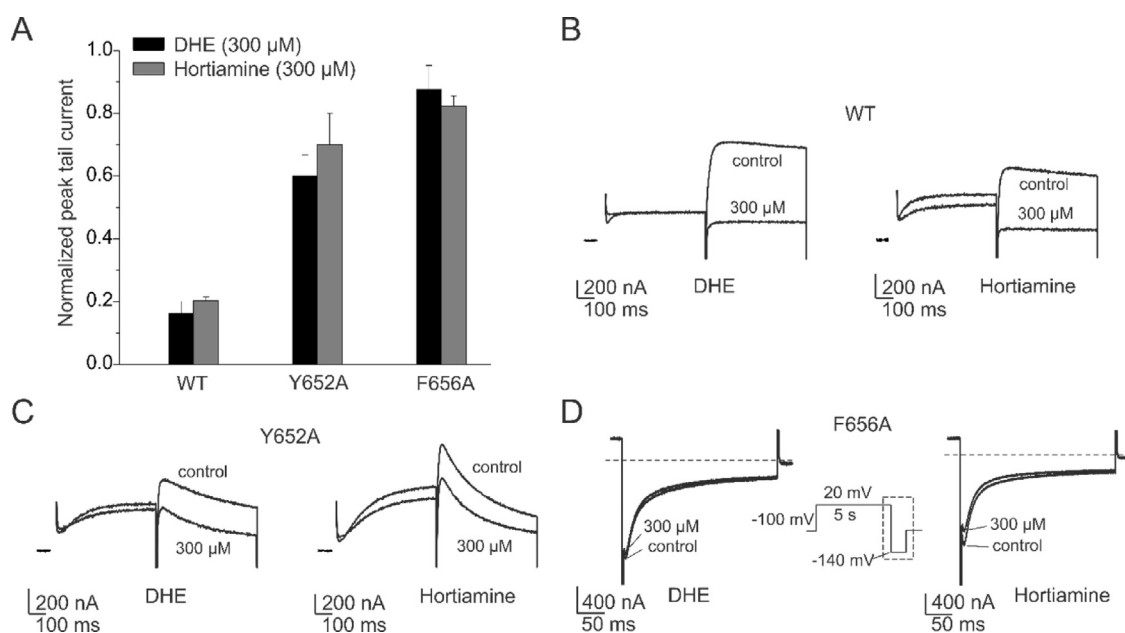 A
DHE (300 μM)
Hortiamine (300 μM)
Normalized peak tail current
1.0
0.8
0.6
0.4
0.2
0.0
WT
Y652A
F656A
B
WT
control
300 μM
200 nA
100 ms
DHE
control
300 μM
200 nA
100 ms
Hortiamine
C
Y652A
control
300 μM
200 nA
100 ms
DHE
control
300 μM
200 nA
100 ms
Hortiamine
D
F656A
300 μM
control
400 nA
50 ms
DHE
20 mV
-100 mV
5 s
-140 mV
300 μM
control
400 nA
50 ms
Hortiamine